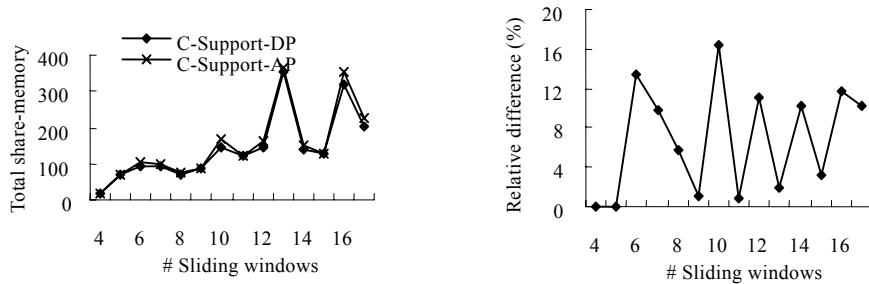 C-Support-DP
C-Support-AP
Total share-memory
400
300
200
100
0
4 6 8 10 12 14 16
# Sliding windows
Relative difference (%)
20
16
12
8
4
0
4 6 8 10 12 14 16
# Sliding windows